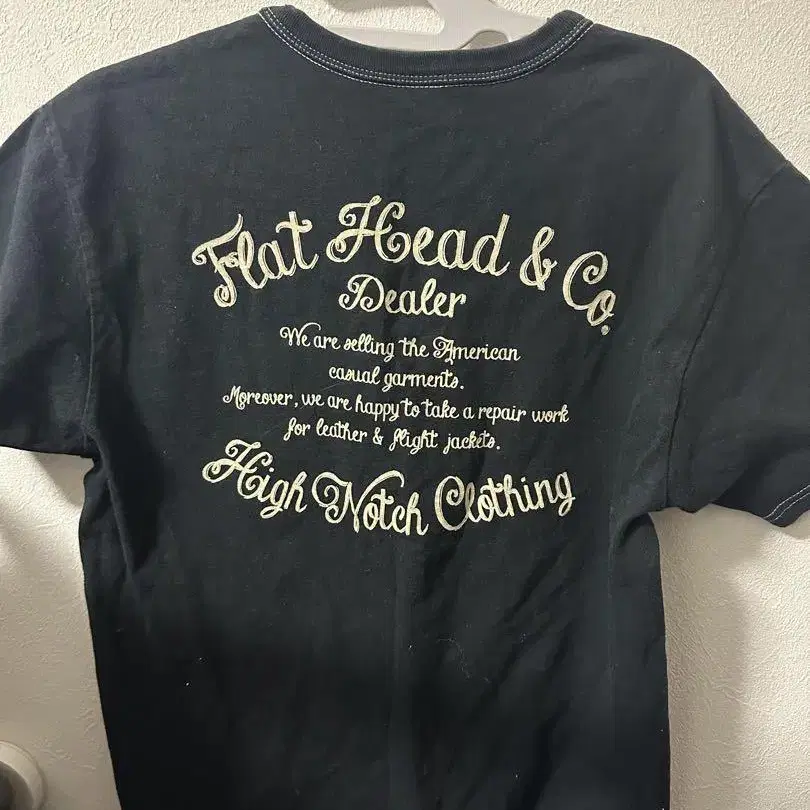 Flat Head & Co.
Dealer
We are selling the American
casual garments.
Moreover, we are happy to take a repair work
for leather & flight jackets.
High Notch Clothing